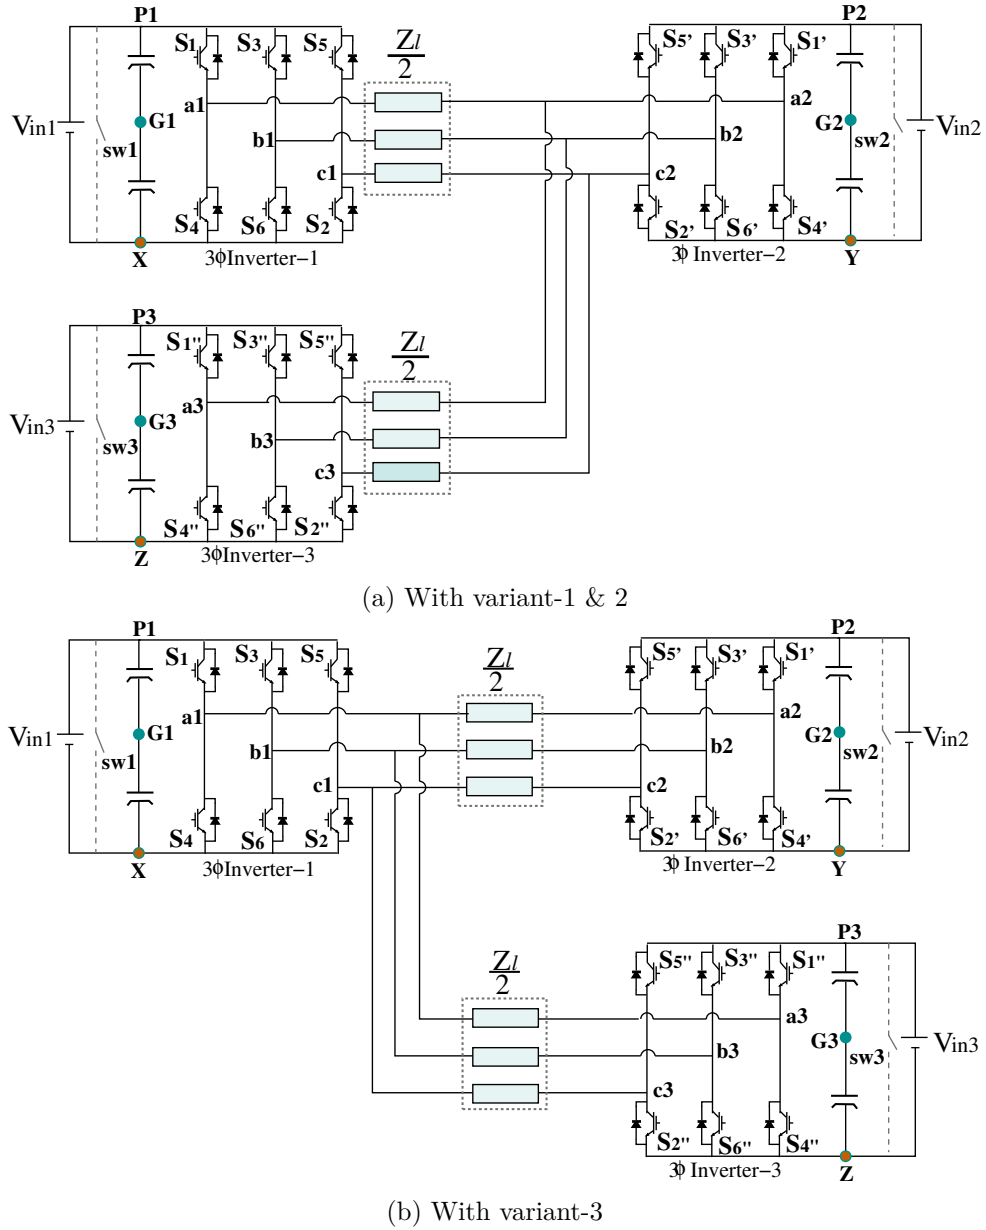 P1
P2
S1 S3 S5
Zl
2
S5' S3' S1'
a1
a2
Vin1
G1
G2
Vin2
sw1
b1
b2
sw2
c1
c2
S4 S6 S2
S2' S6' S4'
X
3ϕInverter-1
3ϕ Inverter-2
Y
P3
S1" S3" S5"
Zl
2
a3
Vin3
G3
sw3
b3
c3
S4" S6" S2"
Z
3ϕInverter-3
(a) With variant-1 & 2
P1
P2
S1 S3 S5
Zl
2
S5' S3' S1'
a1
a2
Vin1
G1
G2
Vin2
sw1
b1
b2
sw2
c1
c2
S4 S6 S2
S2' S6' S4'
X
3ϕInverter-1
3ϕ Inverter-2
Y
P3
Zl
2
S5" S3" S1"
a3
G3
Vin3
b3
sw3
c3
S2" S6" S4"
3ϕ Inverter-3
Z
(b) With variant-3